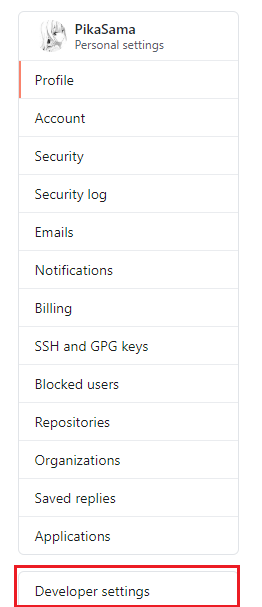 PikaSama
Personal settings
Profile
Account
Security
Security log
Emails
Notifications
Billing
SSH and GPG keys
Blocked users
Repositories
Organizations
Saved replies
Applications
Developer settings